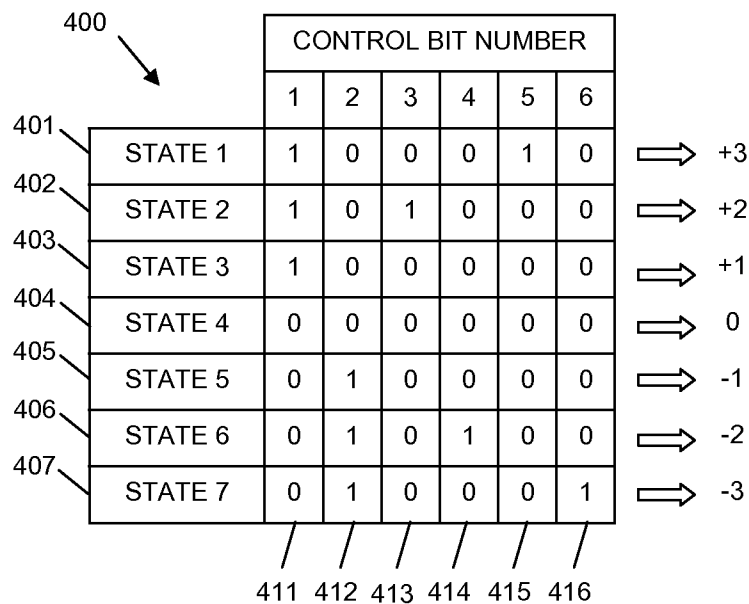 400
CONTROL BIT NUMBER
1 2 3 4 5 6
401 STATE 1 1 0 0 0 1 0 +3
402 STATE 2 1 0 1 0 0 0 +2
403 STATE 3 1 0 0 0 0 0 +1
404 STATE 4 0 0 0 0 0 0 0
405 STATE 5 0 1 0 0 0 0 -1
406 STATE 6 0 1 0 1 0 0 -2
407 STATE 7 0 1 0 0 0 1 -3
411 412 413 414 415 416